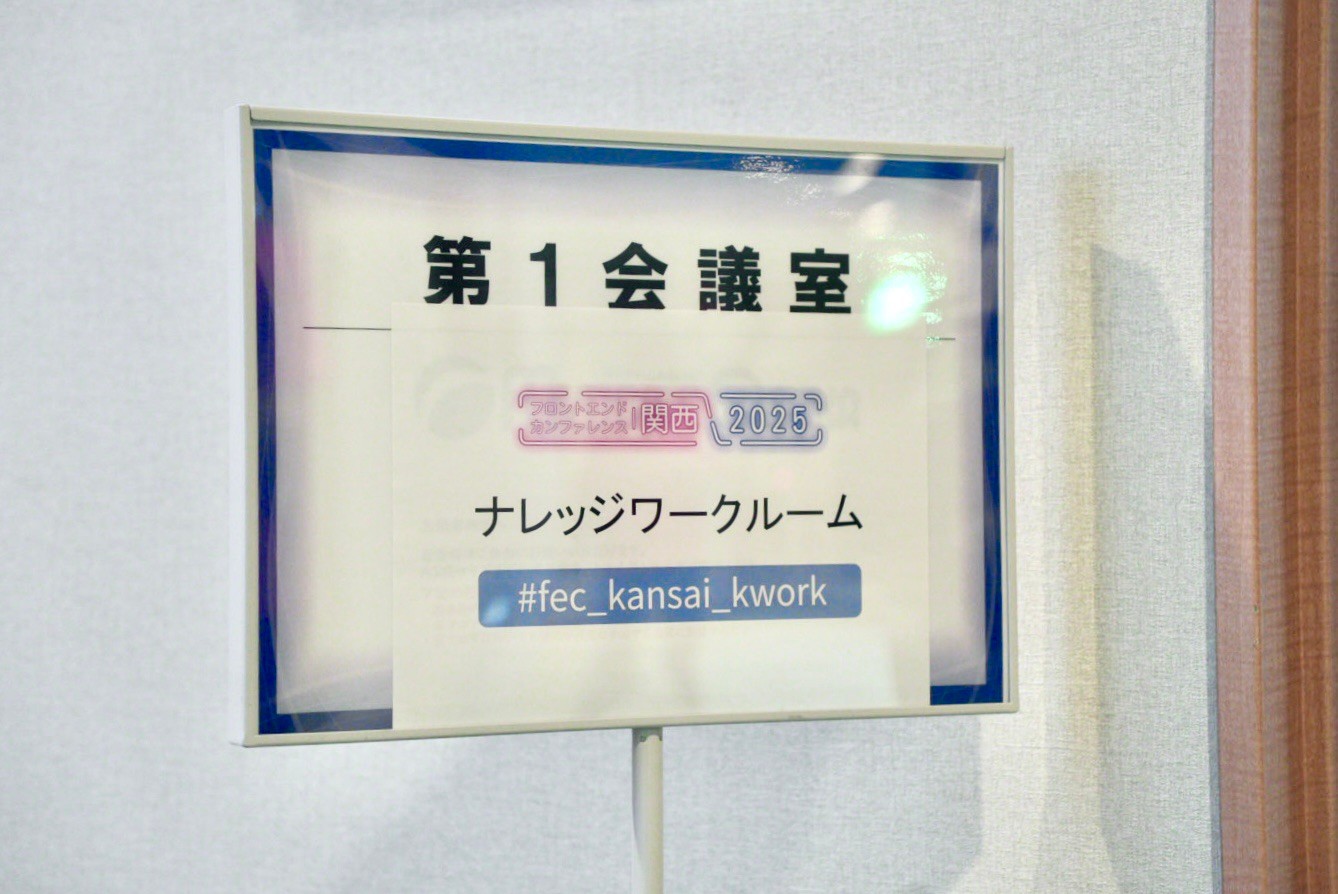 第1会議室
フロントエンド
カンファレンス 関西 2025
ナレッジワークルーム
#fec_kansai_kwork